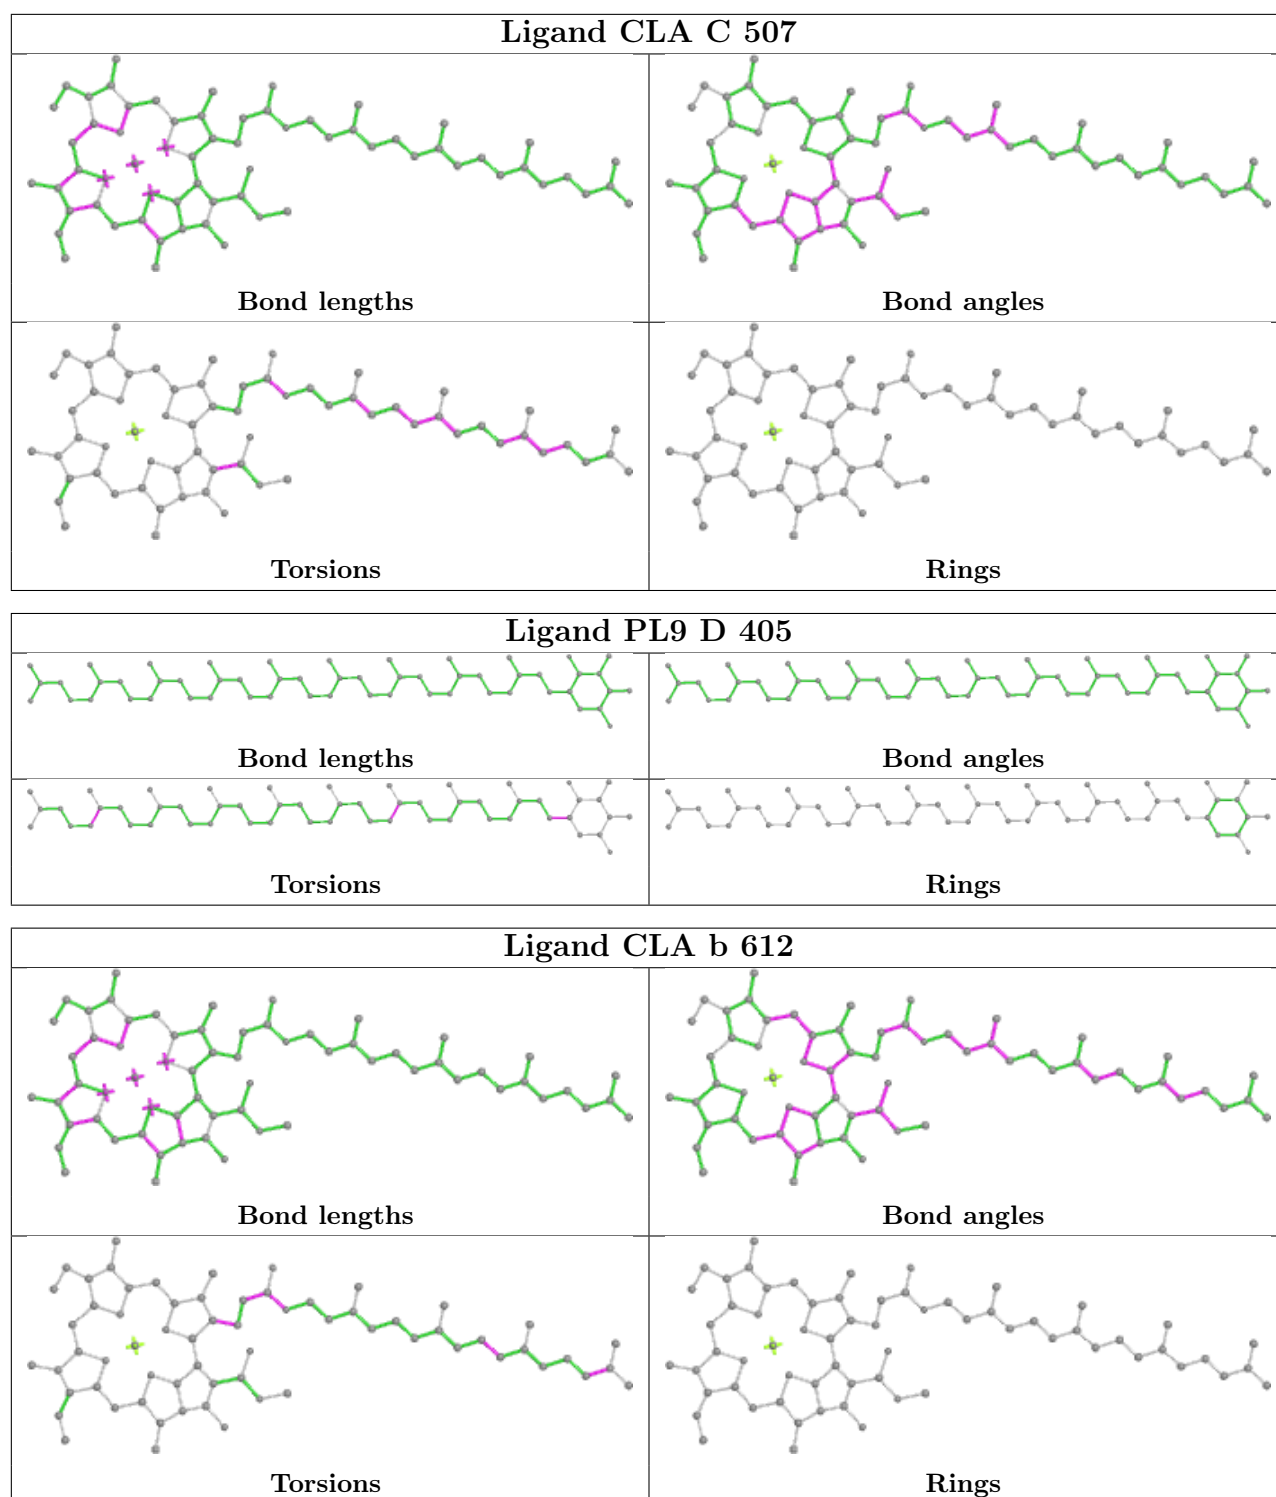 Ligand CLA C 507
Bond lengths
Bond angles
Torsions
Rings
Ligand PL9 D 405
Bond lengths
Bond angles
Torsions
Rings
Ligand CLA b 612
Bond lengths
Bond angles
Torsions
Rings